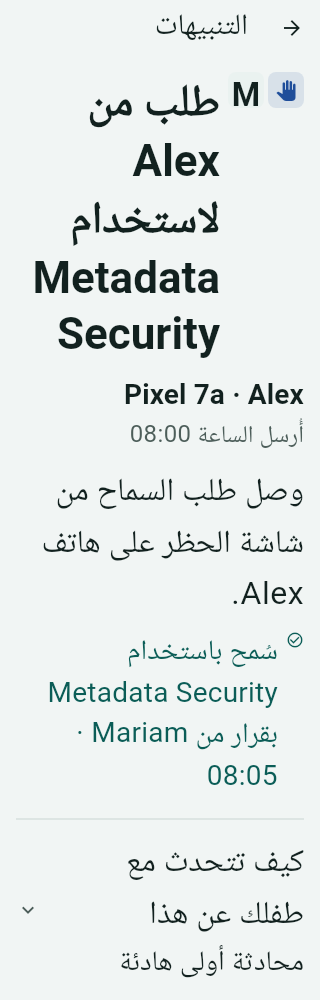 التنبيهات
M
طلب من
Alex
لاستخدام
Metadata
Security
Pixel 7a · Alex
أرسل الساعة 08:00
وصل طلب السماح من
شاشة الحظر على هاتف
Alex.
سُمح باستخدام
Metadata Security
بقرار من Mariam ·
08:05
كيف تتحدث مع
طفلك عن هذا
محادثة أولى هادئة